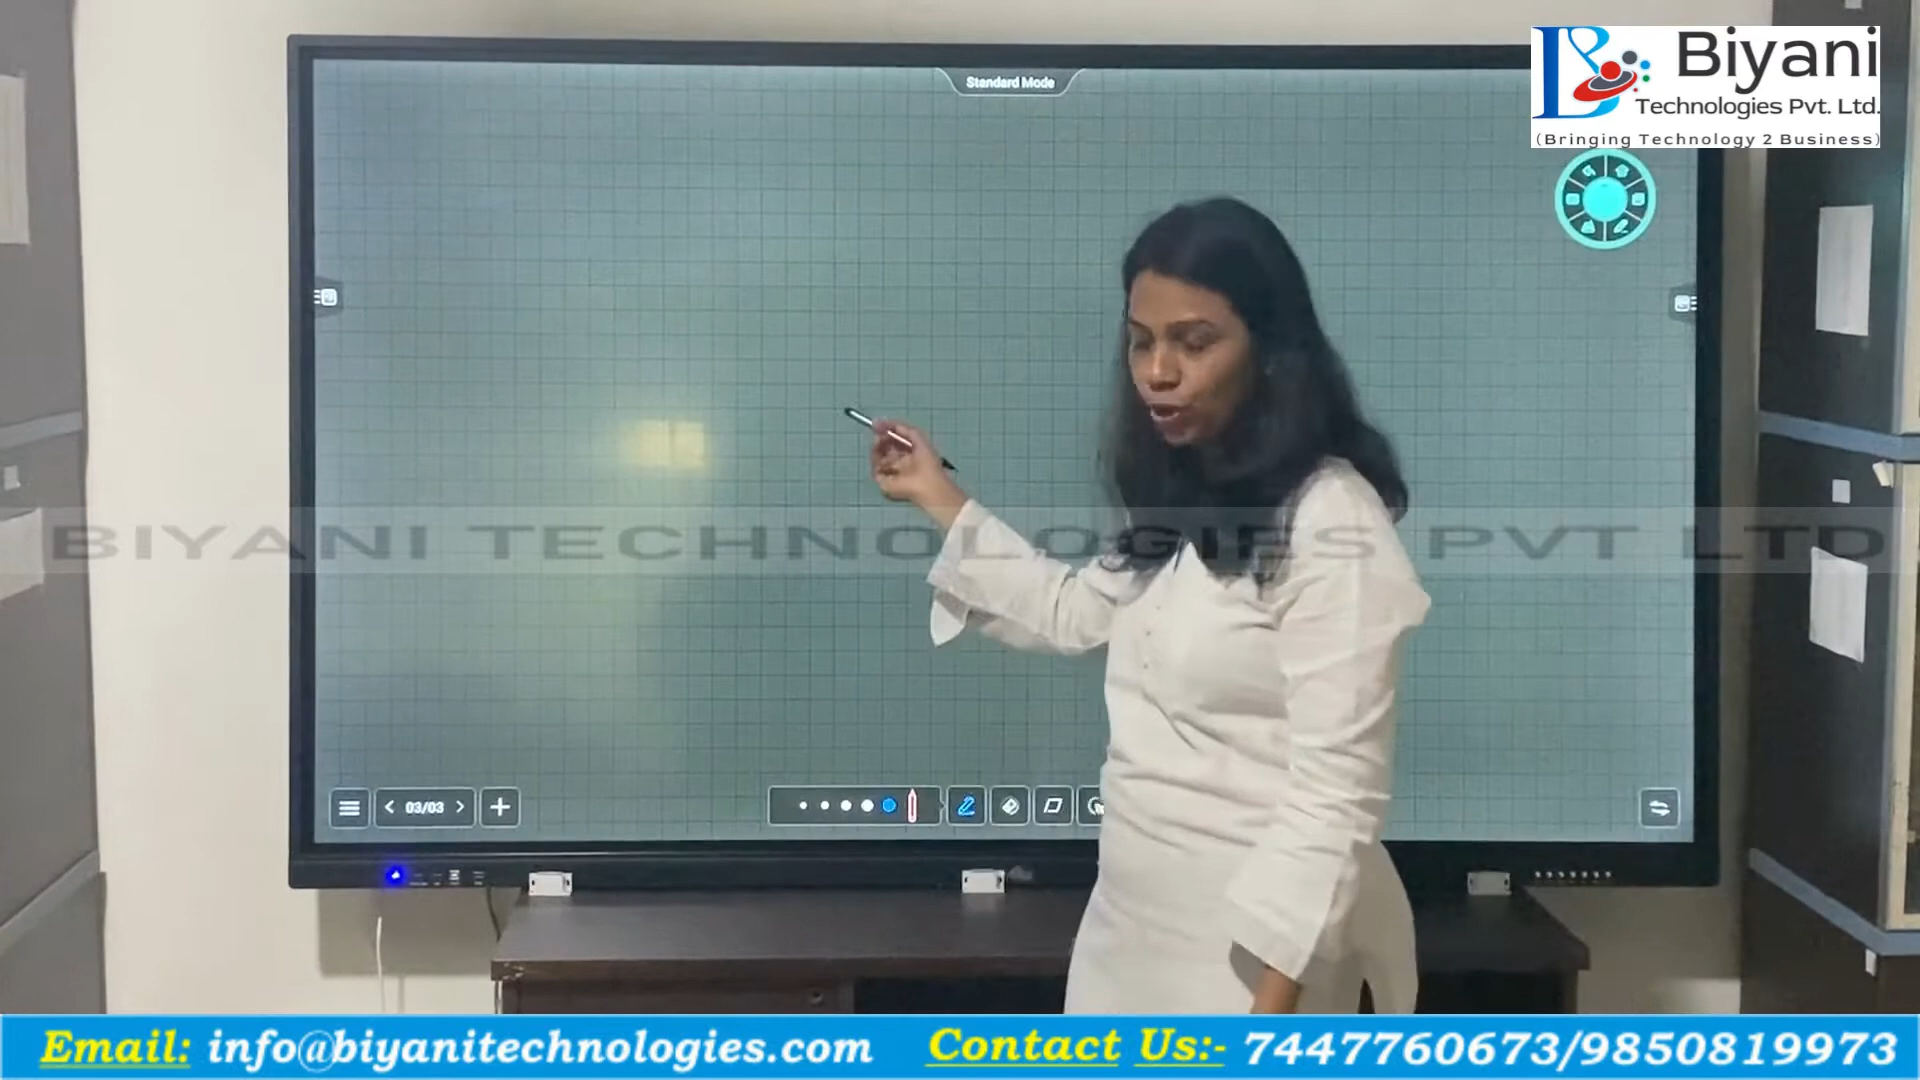 Standard Mode
Biyani
Technologies Pvt. Ltd.
(Bringing Technology 2 Business)
BIYANI TECHNOLOGIES PVT LTD
03/03
Email: info@biyanitechnologies.com Contact Us:- 7447760673/9850819973